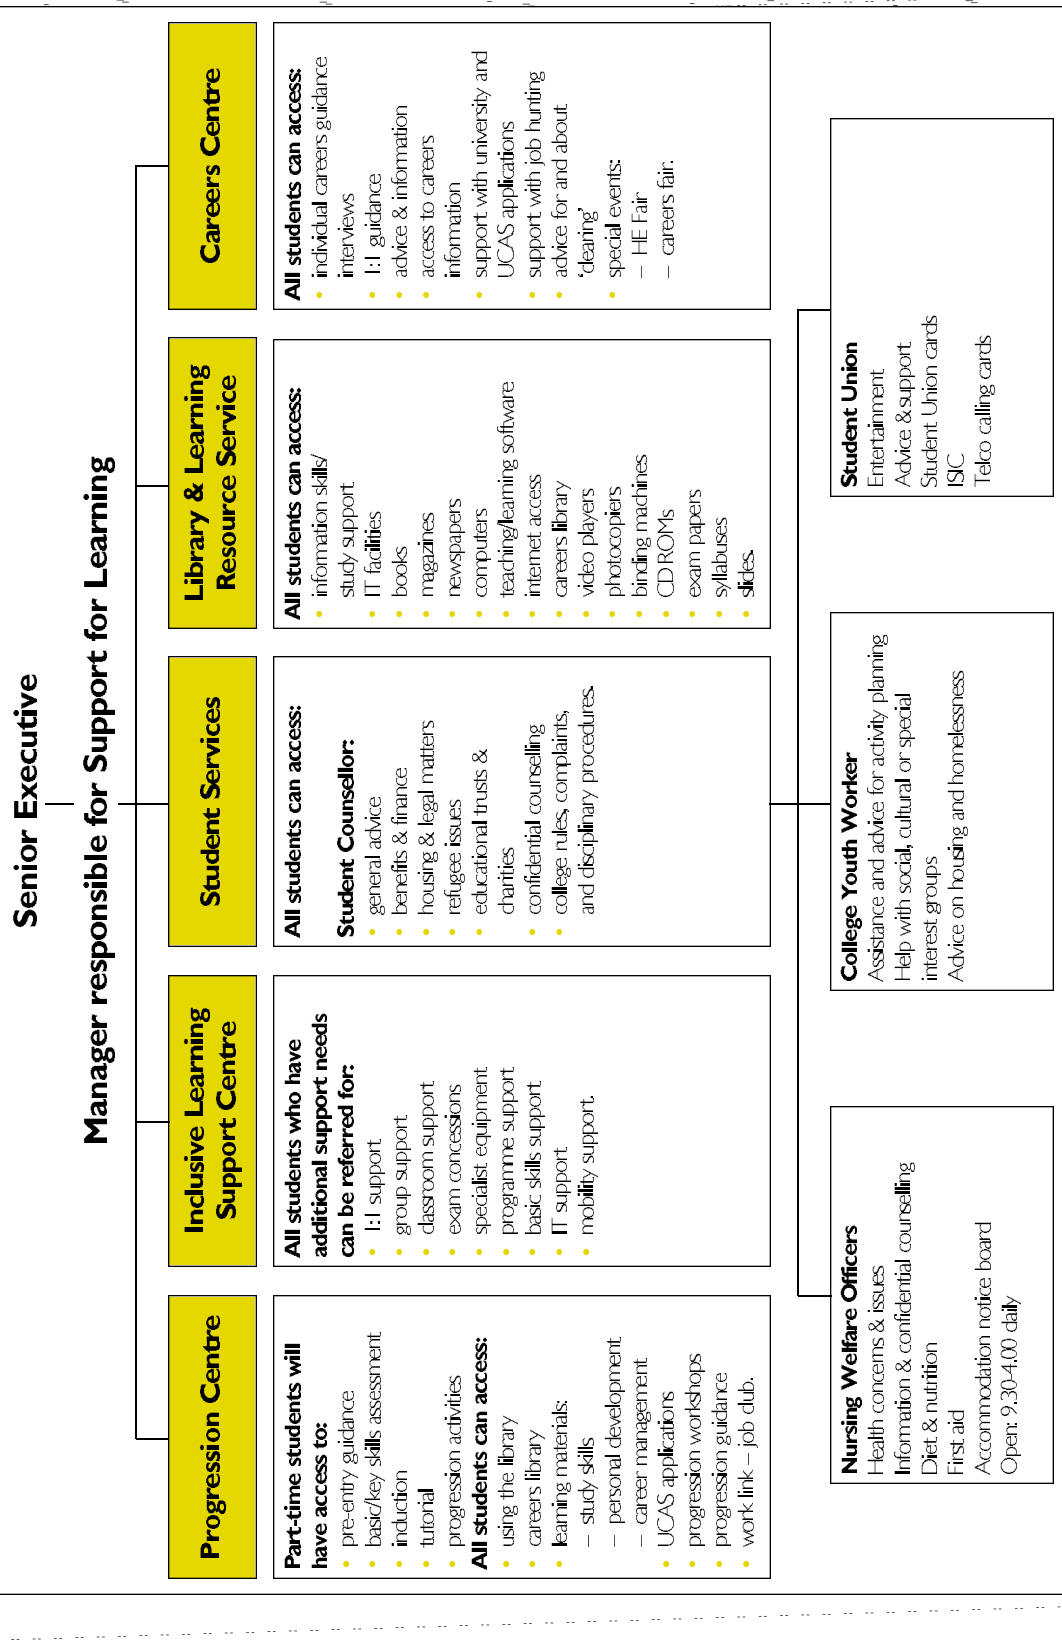 Senior Executive
Manager responsible for Support for Learning
Progression Centre
Part-time students will
have access to:
• pre-entry guidance
• basic/key skills assessment
• induction
• tutorial
• progression activities
All students can access:
• using the library
• careers library
• learning materials:
– study skills
– personal development
– career management
• UCAS applications
• progression workshops
• progression guidance
• work link – job club.
Inclusive Learning
Support Centre
All students who have
additional support needs
can be referred for:
• 1:1 support
• group support
• classroom support
• exam concessions
• specialist equipment
• programme support
• basic skills support
• IT support
• mobility support.
Student Services
All students can access:
Student Counsellor:
• general advice
• benefits & finance
• housing & legal matters
• refugee issues
• educational trusts &
charities
• confidential counselling
• college rules, complaints,
and disciplinary procedures.
Library & Learning
Resource Service
All students can access:
• information skills/
study support
• IT facilities
• books
• magazines
• newspapers
• computers
• teaching/learning software
• internet access
• careers library
• video players
• photocopiers
• binding machines
• CD ROMs
• exam papers
• syllabuses
• slides.
Careers Centre
All students can access:
• individual careers guidance
interviews
• 1:1 guidance
• advice & information
• access to careers
information
• support with university and
UCAS applications
• support with job hunting
• advice for and about
‘clearing’
• special events:
– HE Fair
– careers fair.
Nursing Welfare Officers
Health concerns & issues
Information & confidential counselling
Diet & nutrition
First aid
Accommodation notice board
Open: 9.30-4.00 daily
College Youth Worker
Assistance and advice for activity planning
Help with social, cultural or special
interest groups
Advice on housing and homelessness
Student Union
Entertainment
Advice & support
Student Union cards
ISIC
Telco calling cards